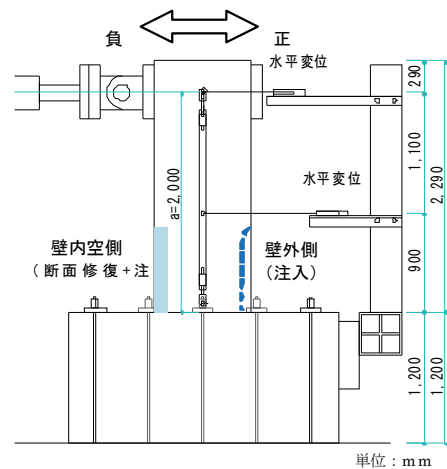 負
正
水平変位
290
1,100
2,290
a=2,000
水平変位
壁内空側
(断面修復+注
壁外側
(注入)
900
1,200
1,200
単位：mm